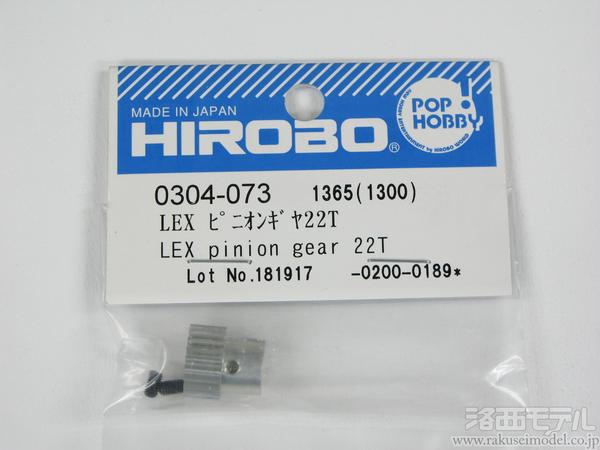 MADE IN JAPAN
HIROBO®
POP!
HOBBY
0304-073 1365(1300)
LEX ﾋﾟﾆｵﾝｷﾞﾔ22T
LEX pinion gear 22T
Lot No.181917 -0200-0189*
洛西モデル
www.rakuseimodel.co.jp